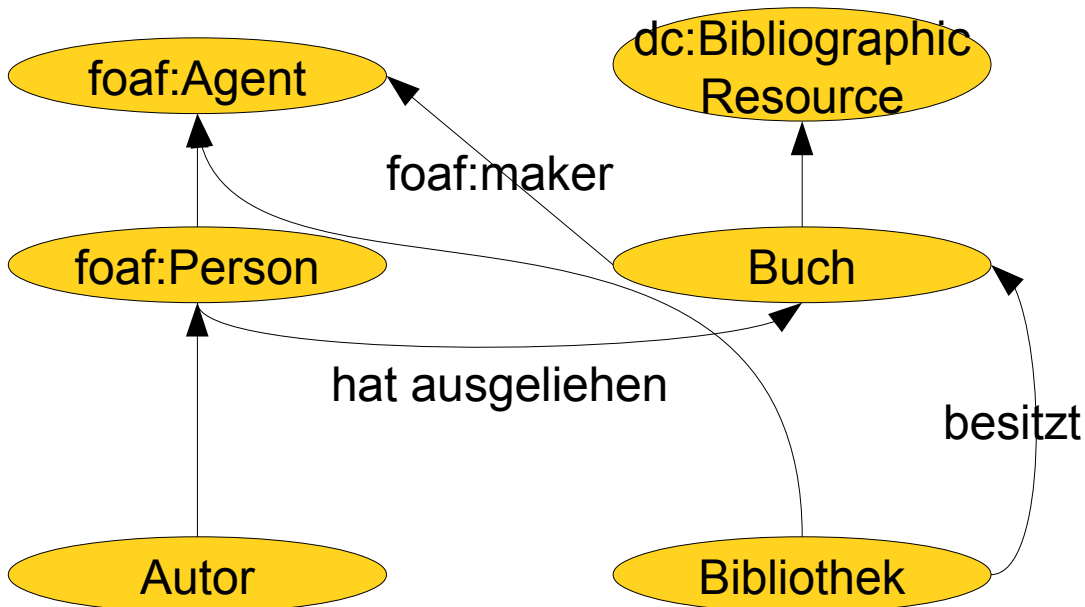 foaf:Agent
dc:Bibliographic
Resource
foaf:maker
foaf:Person
Buch
hat ausgeliehen
besitzt
Autor
Bibliothek